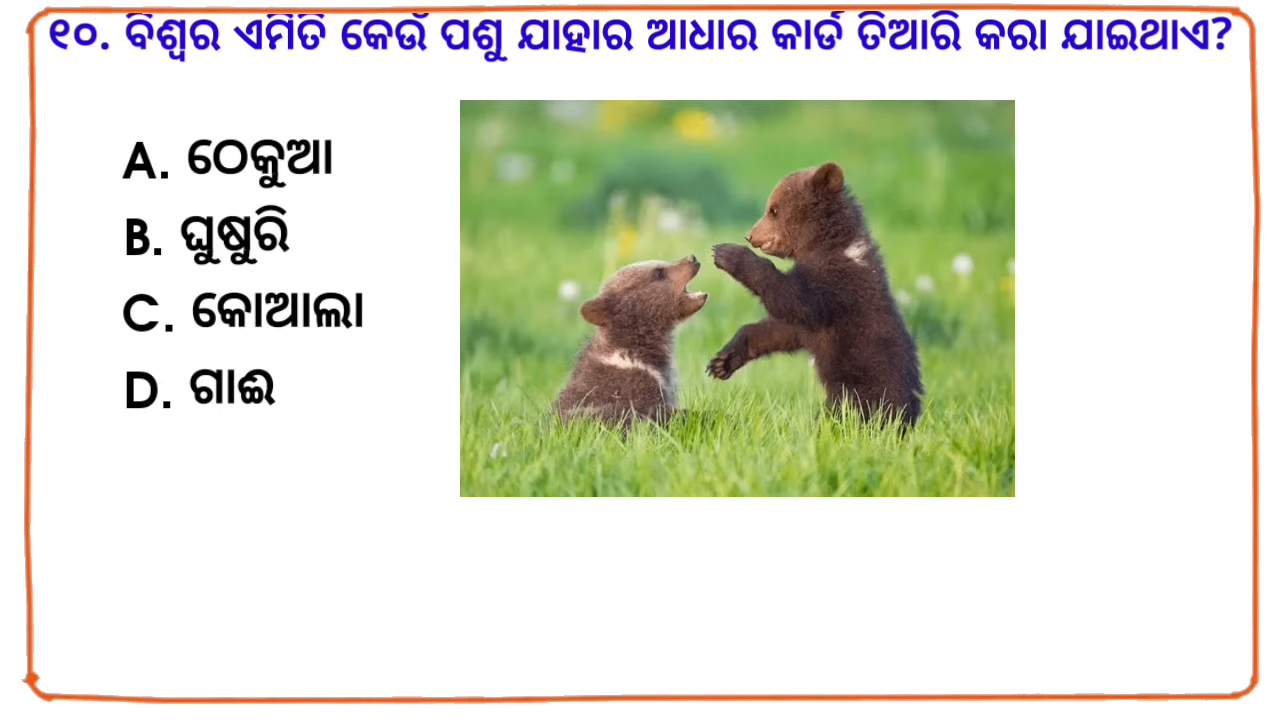 ୧୦. ବିଶ୍ୱର ଏମିତି କେଉଁ ପଶୁ ଯାହାର ଆଧାର କାର୍ଡ ତିଆରି କରା ଯାଇଥାଏ?
A. ଠେକୁଆ
B. ଘୁଷୁରି
C. କୋଆଲା
D. ଗାଈ